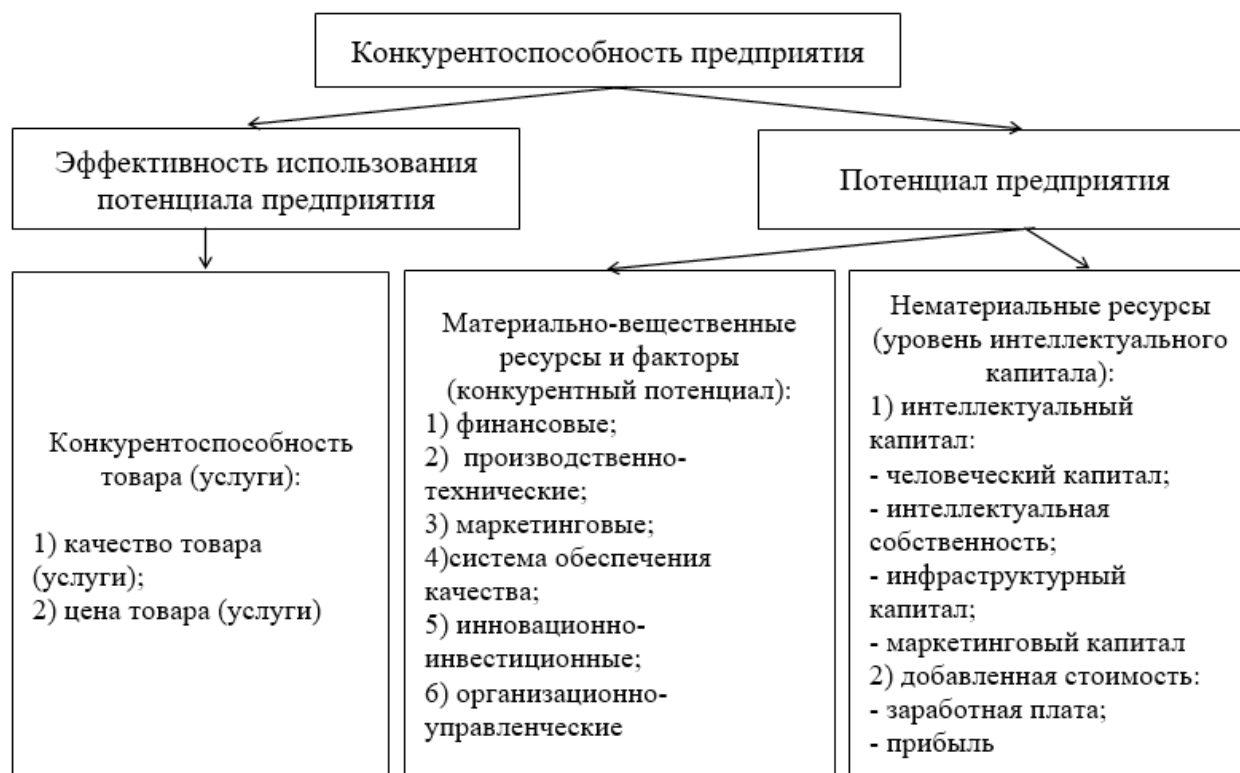 Конкурентоспособность предприятия
Эффективность использования
потенциала предприятия
Потенциал предприятия
Конкурентоспособность
товара (услуги):
1) качество товара
(услуги);
2) цена товара (услуги)
Материально-вещественные
ресурсы и факторы
(конкурентный потенциал):
1) финансовые;
2) производственно-
технические;
3) маркетинговые;
4)система обеспечения
качества;
5) инновационно-
инвестиционные;
6) организационно-
управленческие
Нематериальные ресурсы
(уровень интеллектуального
капитала):
1) интеллектуальный
капитал:
- человеческий капитал;
- интеллектуальная
собственность;
- инфраструктурный
капитал;
- маркетинговый капитал
2) добавленная стоимость:
- заработная плата;
- прибыль